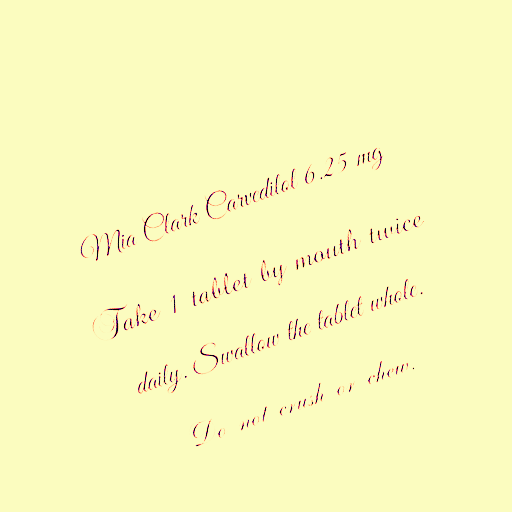 Mia Clark Carvedilol 6.25 mg
Take 1 tablet by mouth twice
daily. Swallow the tablet whole.
Do not crush or chew.